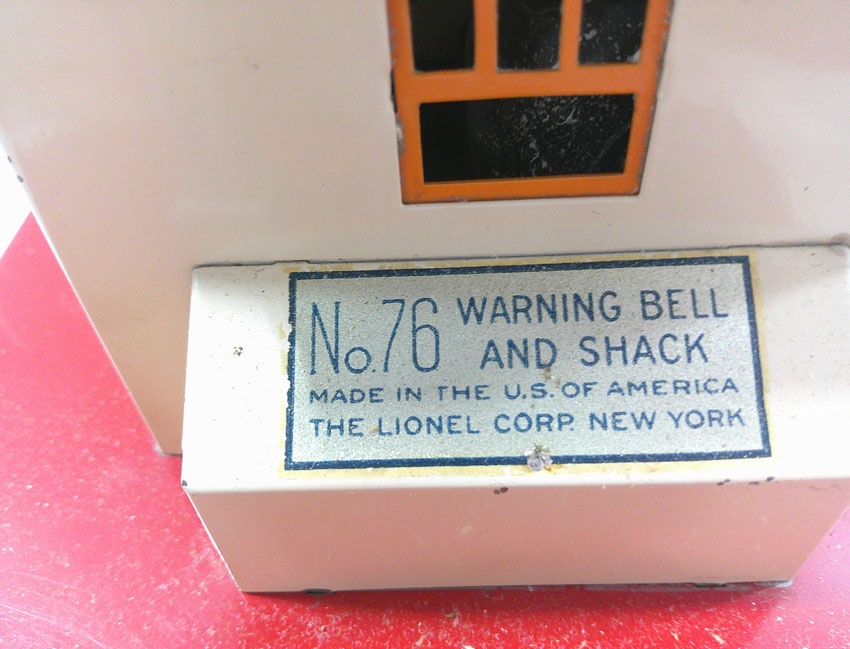 No. 76 WARNING BELL
AND SHACK
MADE IN THE U.S. OF AMERICA
THE LIONEL CORP. NEW YORK